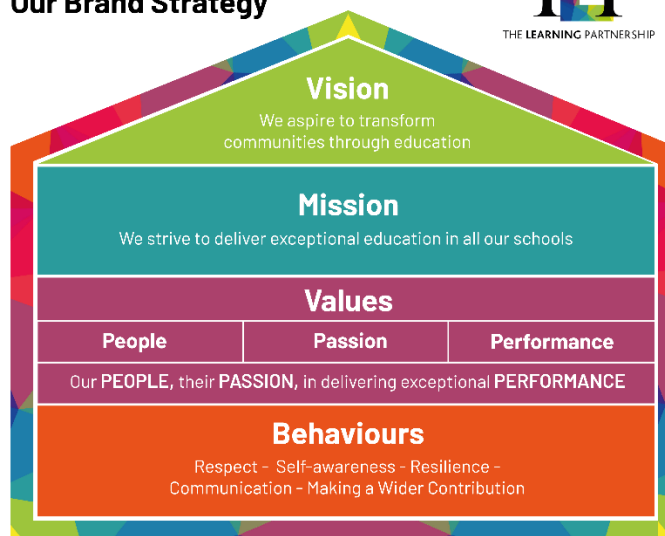 Our Brand Strategy
THE LEARNING PARTNERSHIP
Vision
We aspire to transform
communities through education
Mission
We strive to deliver exceptional education in all our schools
Values
People
Passion
Performance
Our PEOPLE, their PASSION, in delivering exceptional PERFORMANCE
Behaviours
Respect - Self-awareness - Resilience -
Communication - Making a Wider Contribution